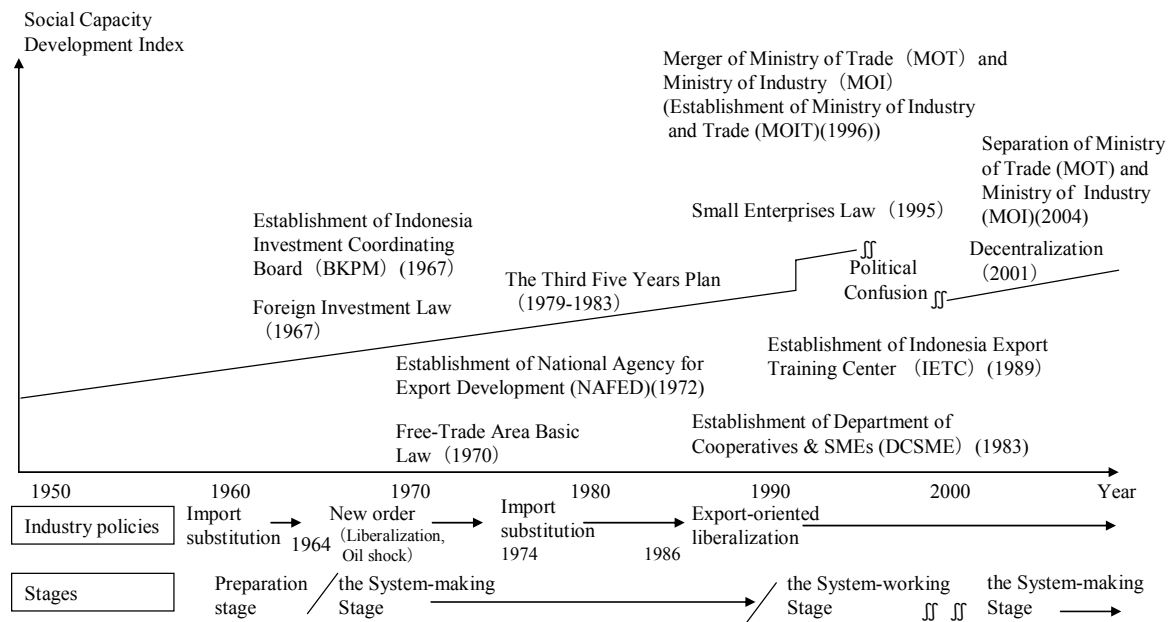 Social Capacity
Development Index
Merger of Ministry of Trade（MOT）and
Ministry of Industry（MOI）
(Establishment of Ministry of Industry
and Trade (MOIT)(1996))
Separation of Ministry
of Trade (MOT) and
Ministry of Industry
(MOI)(2004)
Small Enterprises Law（1995）
Establishment of Indonesia
Investment Coordinating
Board（BKPM）(1967）
Decentralization
（2001）
Political
Confusion
The Third Five Years Plan
（1979-1983）
Foreign Investment Law
（1967）
Establishment of Indonesia Export
Training Center （IETC）(1989）
Establishment of National Agency for
Export Development (NAFED)(1972）
Establishment of Department of
Cooperatives & SMEs (DCSME）(1983)
Free-Trade Area Basic
Law（1970）
1950 1960 1970 1980 1990 2000 Year
Industry policies
Import
substitution
1964
New order
（Liberalization,
Oil shock）
Import
substitution
1974
1986
Export-oriented
liberalization
Stages
Preparation
stage
the System-making
Stage
the System-working
Stage
the System-making
Stage